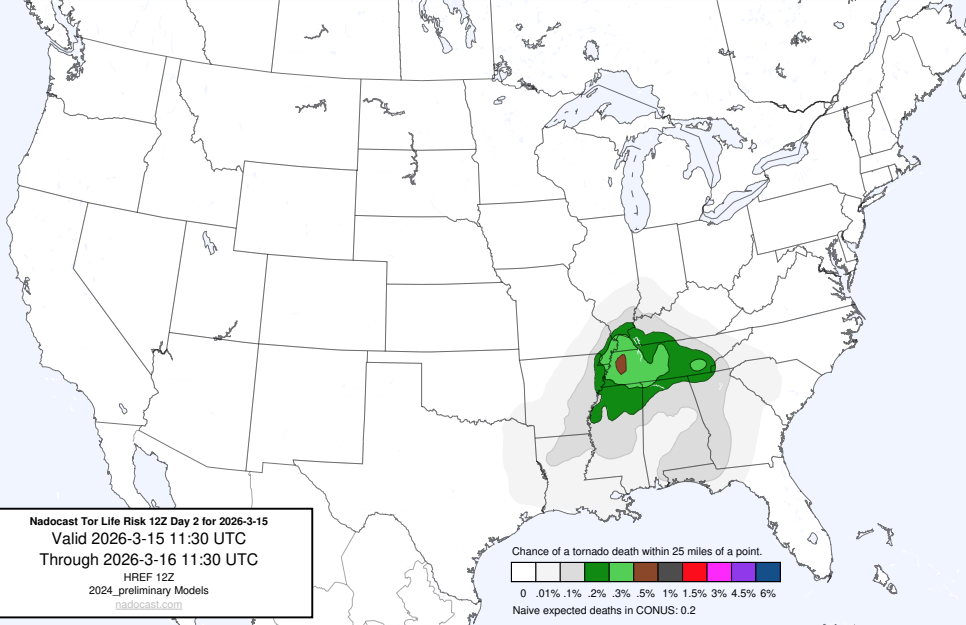 Nadocast Tor Life Risk 12Z Day 2 for 2026-3-15
Valid 2026-3-15 11:30 UTC
Through 2026-3-16 11:30 UTC
HREF 12Z
2024_preliminary Models
nadocast.com
Chance of a tornado death within 25 miles of a point.
0 .01% .1% .2% .3% .5% 1% 1.5% 3% 4.5% 6%
Naive expected deaths in CONUS: 0.2